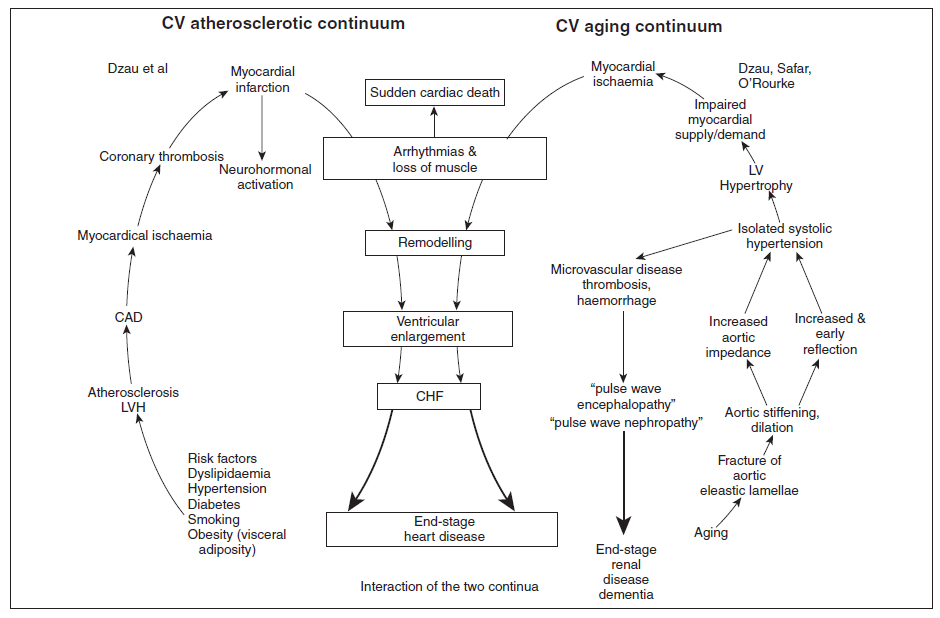 CV atherosclerotic continuum
CV aging continuum
Dzau et al
Myocardial
infarction
Sudden cardiac death
Myocardial
ischaemia
Dzau, Safar,
O’Rourke
Impaired
myocardial
supply/demand
Arrhythmias &
loss of muscle
Coronary thrombosis
Neurohormonal
activation
LV
Hypertrophy
Myocardical ischaemia
Remodelling
Isolated systolic
hypertension
Microvascular disease
thrombosis,
haemorrhage
CAD
Ventricular
enlargement
Increased
aortic
impedance
Increased &
early
reflection
Atherosclerosis
LVH
CHF
“pulse wave
encephalopathy”
“pulse wave nephropathy”
Aortic stiffening,
dilation
Risk factors
Dyslipidaemia
Hypertension
Diabetes
Smoking
Obesity (visceral
adiposity)
Fracture of
aortic
eleastic lamellae
End-stage
heart disease
Aging
End-stage
renal
disease
dementia
Interaction of the two continua